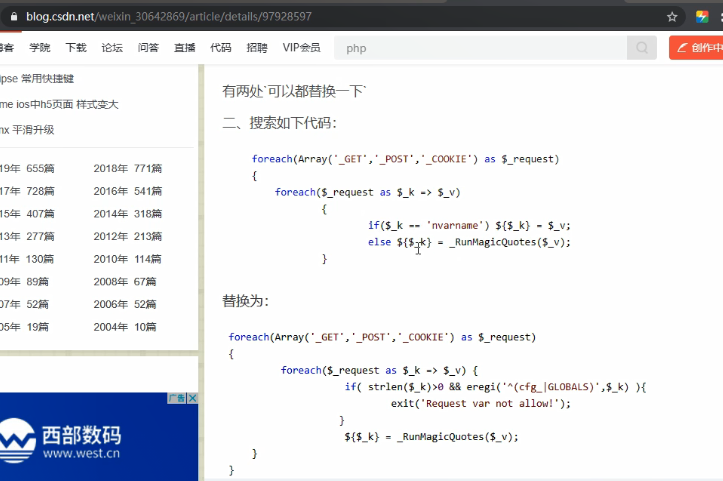 blog.csdn.net/weixin_30642869/article/details/97928597
博客 学院 下载 论坛 问答 直播 代码 招聘 VIP会员 php 创作中
ipse 常用快捷键
me ios中h5页面 样式变大
nx 平滑升级
19年 655篇 2018年 771篇
17年 728篇 2016年 541篇
15年 407篇 2014年 318篇
13年 277篇 2012年 213篇
11年 130篇 2010年 114篇
09年 89篇 2008年 67篇
07年 52篇 2006年 52篇
05年 19篇 2004年 10篇
广告
西部数码
www.west.cn
有两处`可以都替换一下`
二、搜索如下代码：
foreach(Array('_GET','_POST','_COOKIE') as $_request)
{
foreach($_request as $_k => $_v)
{
if($_k == 'nvarname') ${$_k} = $_v;
else ${$_k} = _RunMagicQuotes($_v);
}
替换为：
foreach(Array('_GET','_POST','_COOKIE') as $_request)
{
foreach($_request as $_k => $_v) {
if( strlen($_k)>0 && eregi('^(cfg_|GLOBALS)',$_k) ){
exit('Request var not allow!');
}
${$_k} = _RunMagicQuotes($_v);
}
}